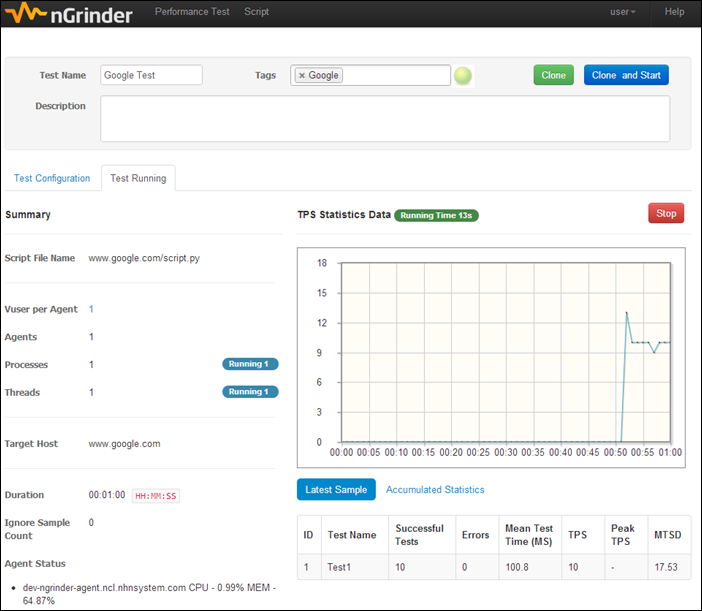 nGrinder Performance Test Script user Help
Test Name Google Test Tags × Google Clone Clone and Start
Description
Test Configuration Test Running
Summary
Script File Name www.google.com/script.py
Vuser per Agent 1
Agents 1
Processes 1 Running 1
Threads 1 Running 1
Target Host www.google.com
Duration 00:01:00 HH:MM:SS
Ignore Sample
Count
0
Agent Status
dev-ngrinder-agent.ncl.nhnsystem.com CPU - 0.99% MEM -
64.87%
TPS Statistics Data Running Time 13s Stop
18
15
12
9
6
3
0
00:00 00:05 00:10 00:15 00:20 00:25 00:30 00:35 00:40 00:45 00:50 00:55 01:00
Latest Sample Accumulated Statistics
ID Test Name Successful Tests Errors Mean Test Time (MS) TPS Peak TPS MTSD
1 Test1 10 0 100.8 10 - 17.53